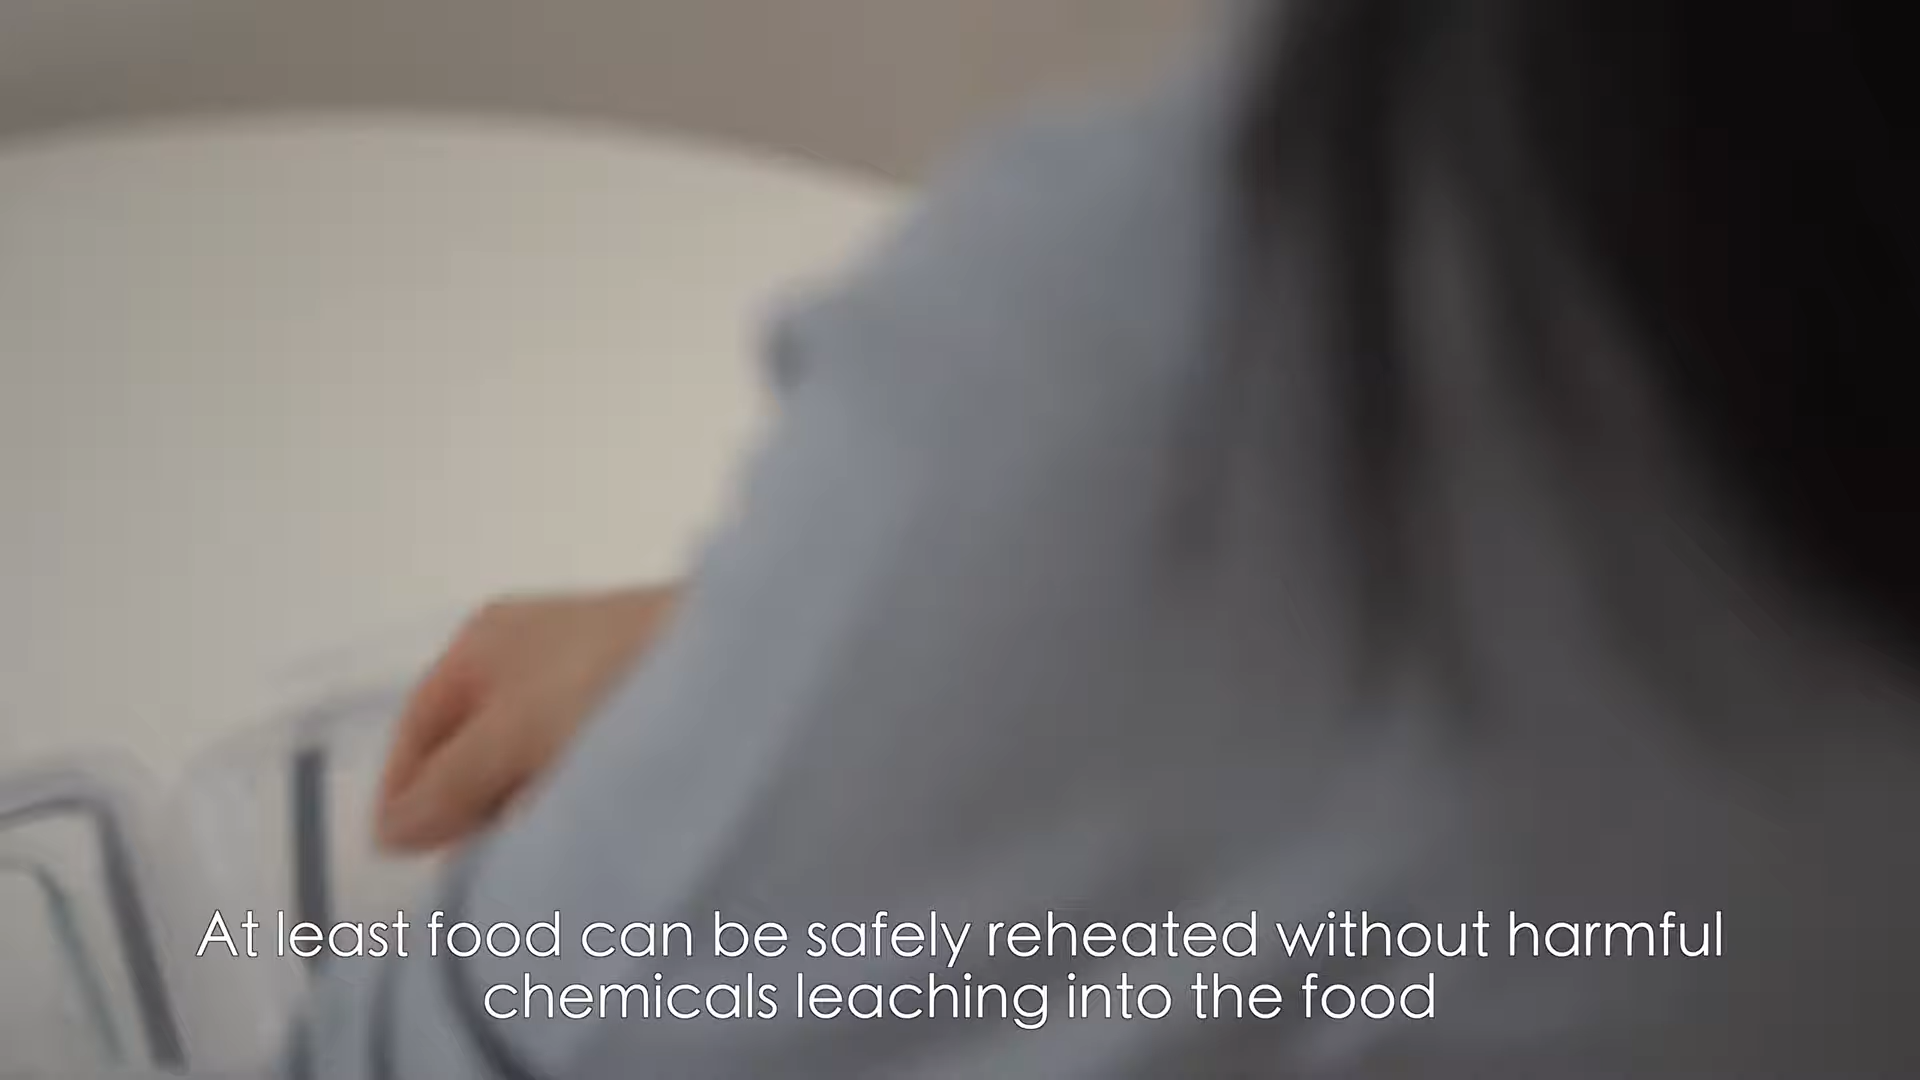 At least food can be safely reheated without harmful
chemicals leaching into the food